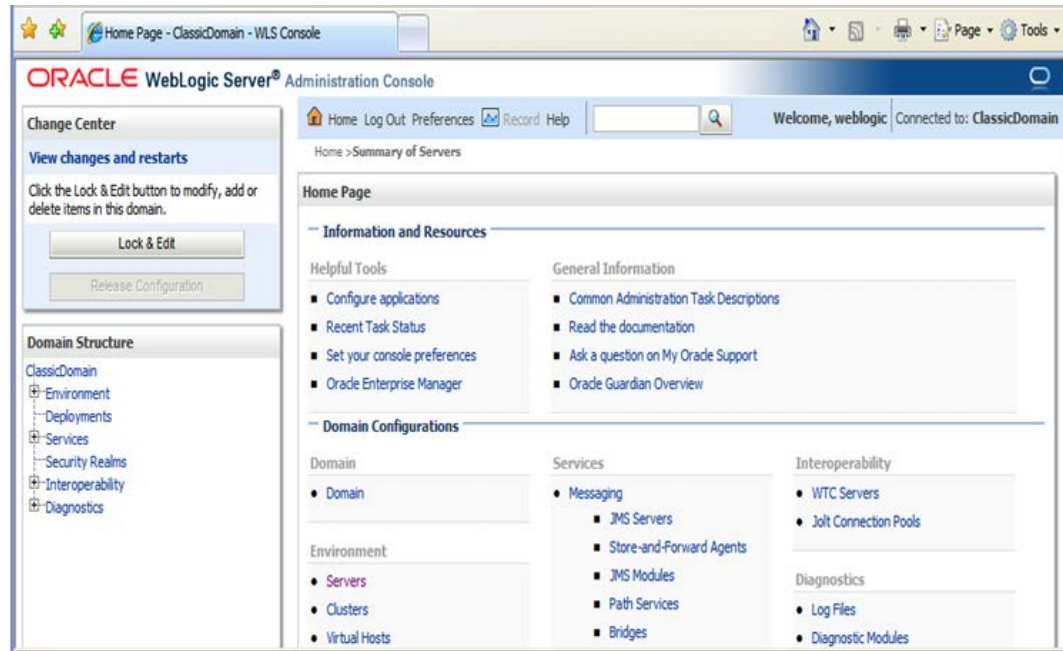 Home Page - ClassicDomain - WLS Console
Page
Tools
ORACLE WebLogic Server® Administration Console
Change Center
View changes and restarts
Click the Lock & Edit button to modify, add or
delete items in this domain.
Lock & Edit
Release Configuration
Domain Structure
ClassicDomain
Environment
Deployments
Services
Security Realms
Interoperability
Diagnostics
Home Log Out Preferences Record Help
Welcome, weblogic Connected to: ClassicDomain
Home >Summary of Servers
Home Page
Information and Resources
Helpful Tools
Configure applications
Recent Task Status
Set your console preferences
Oracle Enterprise Manager
General Information
Common Administration Task Descriptions
Read the documentation
Ask a question on My Oracle Support
Oracle Guardian Overview
Domain Configurations
Domain
Domain
Environment
Servers
Clusters
Virtual Hosts
Services
Messaging
JMS Servers
Store-and-Forward Agents
JMS Modules
Path Services
Bridges
Interoperability
WTC Servers
Jolt Connection Pools
Diagnostics
Log Files
Diagnostic Modules